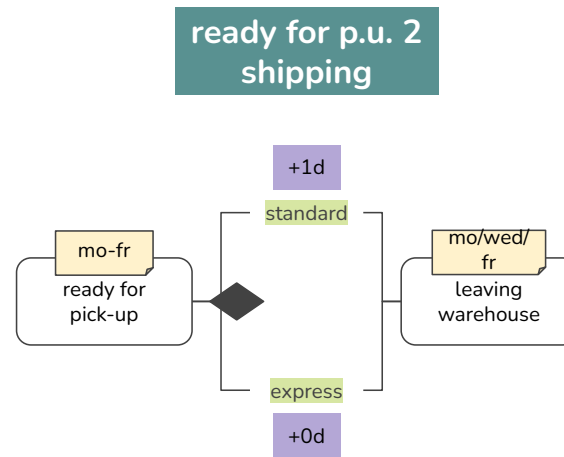 ready for p.u. 2
shipping
+1d
standard
mo-fr
ready for
pick-up
mo/wed/
fr
leaving
warehouse
express
+0d